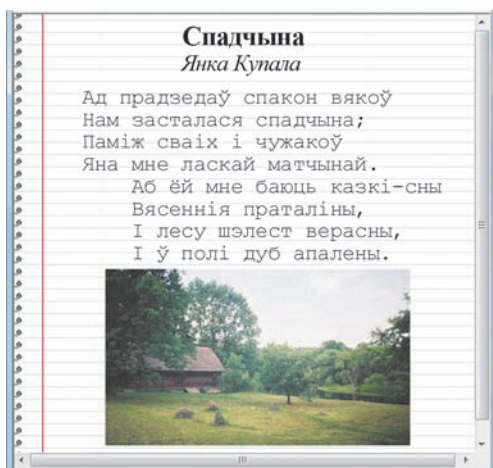 Спадчына
Янка Купала
Ад прадзедаў спакон вякоў
Нам засталася спадчына;
Паміж сваіх і чужакоў
Яна мне ласкай матчынай.
Аб ёй мне баюць казкі-сны
Вясеннія праталіны,
І лесу шэлест верасны,
І ў полі дуб апалены.